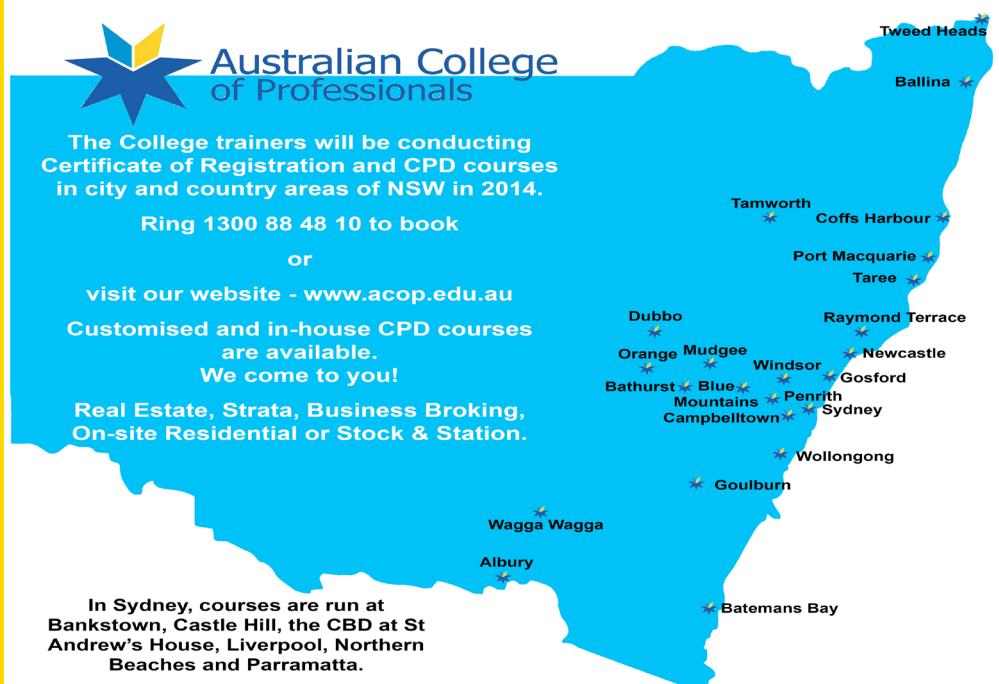 Australian College
of Professionals
The College trainers will be conducting
Certificate of Registration and CPD courses
in city and country areas of NSW in 2014.
Ring 1300 88 48 10 to book
or
visit our website - www.acop.edu.au
Customised and in-house CPD courses
are available.
We come to you!
Real Estate, Strata, Business Broking,
On-site Residential or Stock & Station.
Tweed Heads
Ballina
Tamworth
Coffs Harbour
Port Macquarie
Taree
Dubbo
Raymond Terrace
Orange
Mudgee
Newcastle
Windsor
Gosford
Bathurst
Blue
Mountains
Penrith
Sydney
Campbelltown
Wollongong
Goulburn
Wagga Wagga
Albury
Batemans Bay
In Sydney, courses are run at
Bankstown, Castle Hill, the CBD at St
Andrew's House, Liverpool, Northern
Beaches and Parramatta.